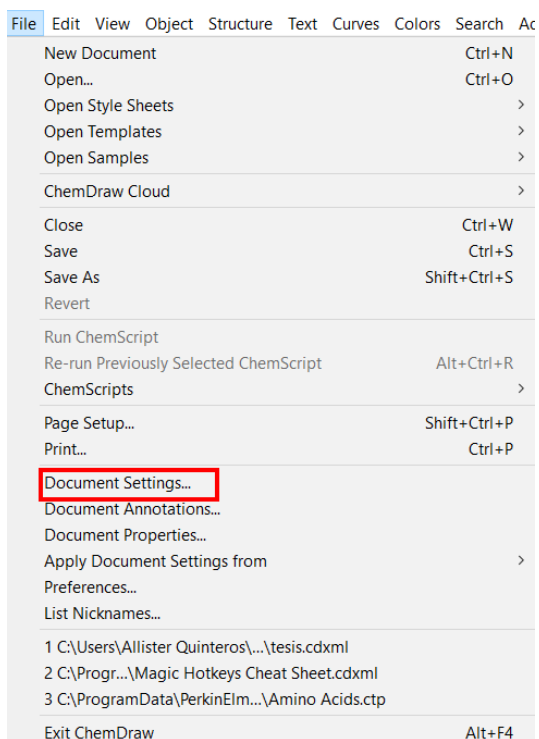 File Edit View Object Structure Text Curves Colors Search Ad
New Document Ctrl+N
Open... Ctrl+O
Open Style Sheets >
Open Templates >
Open Samples >
ChemDraw Cloud >
Close Ctrl+W
Save Ctrl+S
Save As Shift+Ctrl+S
Revert
Run ChemScript
Re-run Previously Selected ChemScript Alt+Ctrl+R
ChemScripts >
Page Setup... Shift+Ctrl+P
Print... Ctrl+P
Document Settings...
Document Annotations...
Document Properties...
Apply Document Settings from >
Preferences...
List Nicknames...
1 C:\Users\Allister Quinteros\...\tesis.cdxml
2 C:\Progr...\Magic Hotkeys Cheat Sheet.cdxml
3 C:\ProgramData\PerkinElm...\Amino Acids.ctp
Exit ChemDraw Alt+F4